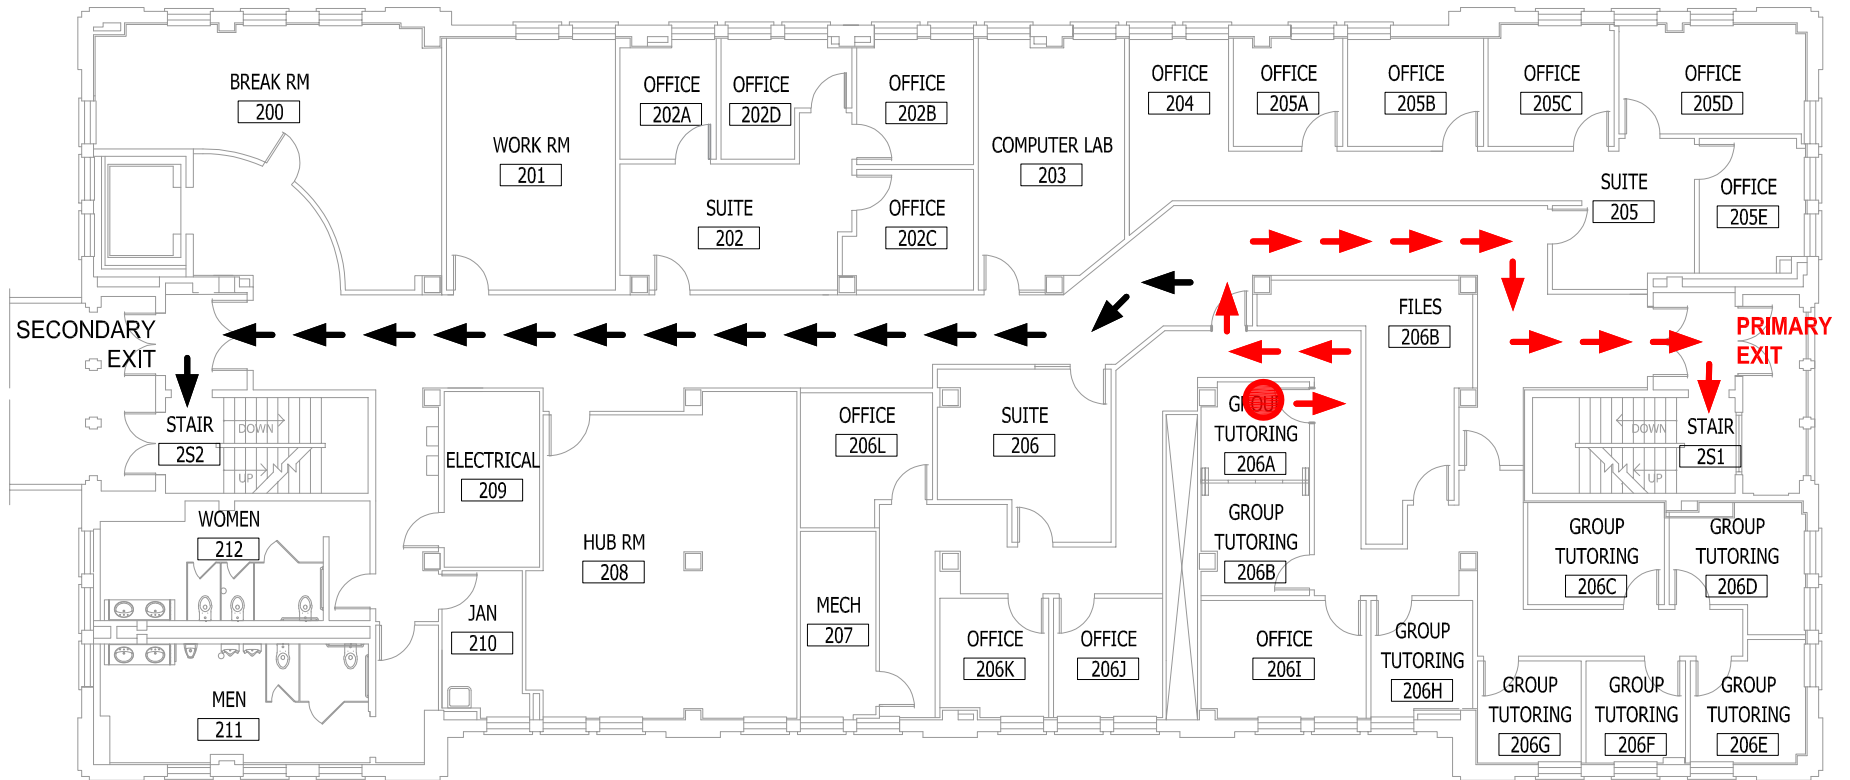 BREAK RM
200
WORK RM
201
OFFICE
202A
OFFICE
202D
OFFICE
202B
SUITE
202
OFFICE
202C
COMPUTER LAB
203
OFFICE
204
OFFICE
205A
OFFICE
205B
OFFICE
205C
OFFICE
205D
SUITE
205
OFFICE
205E
SECONDARY
EXIT
FILES
206B
PRIMARY
EXIT
STAIR
2S2
DOWN
UP
ELECTRICAL
209
OFFICE
206L
SUITE
206
GROUP
TUTORING
206A
STAIR
2S1
DOWN
UP
WOMEN
212
HUB RM
208
GROUP
TUTORING
206B
GROUP
TUTORING
206C
GROUP
TUTORING
206D
JAN
210
MECH
207
OFFICE
206K
OFFICE
206J
OFFICE
206I
GROUP
TUTORING
206H
MEN
211
GROUP
TUTORING
206G
GROUP
TUTORING
206F
GROUP
TUTORING
206E